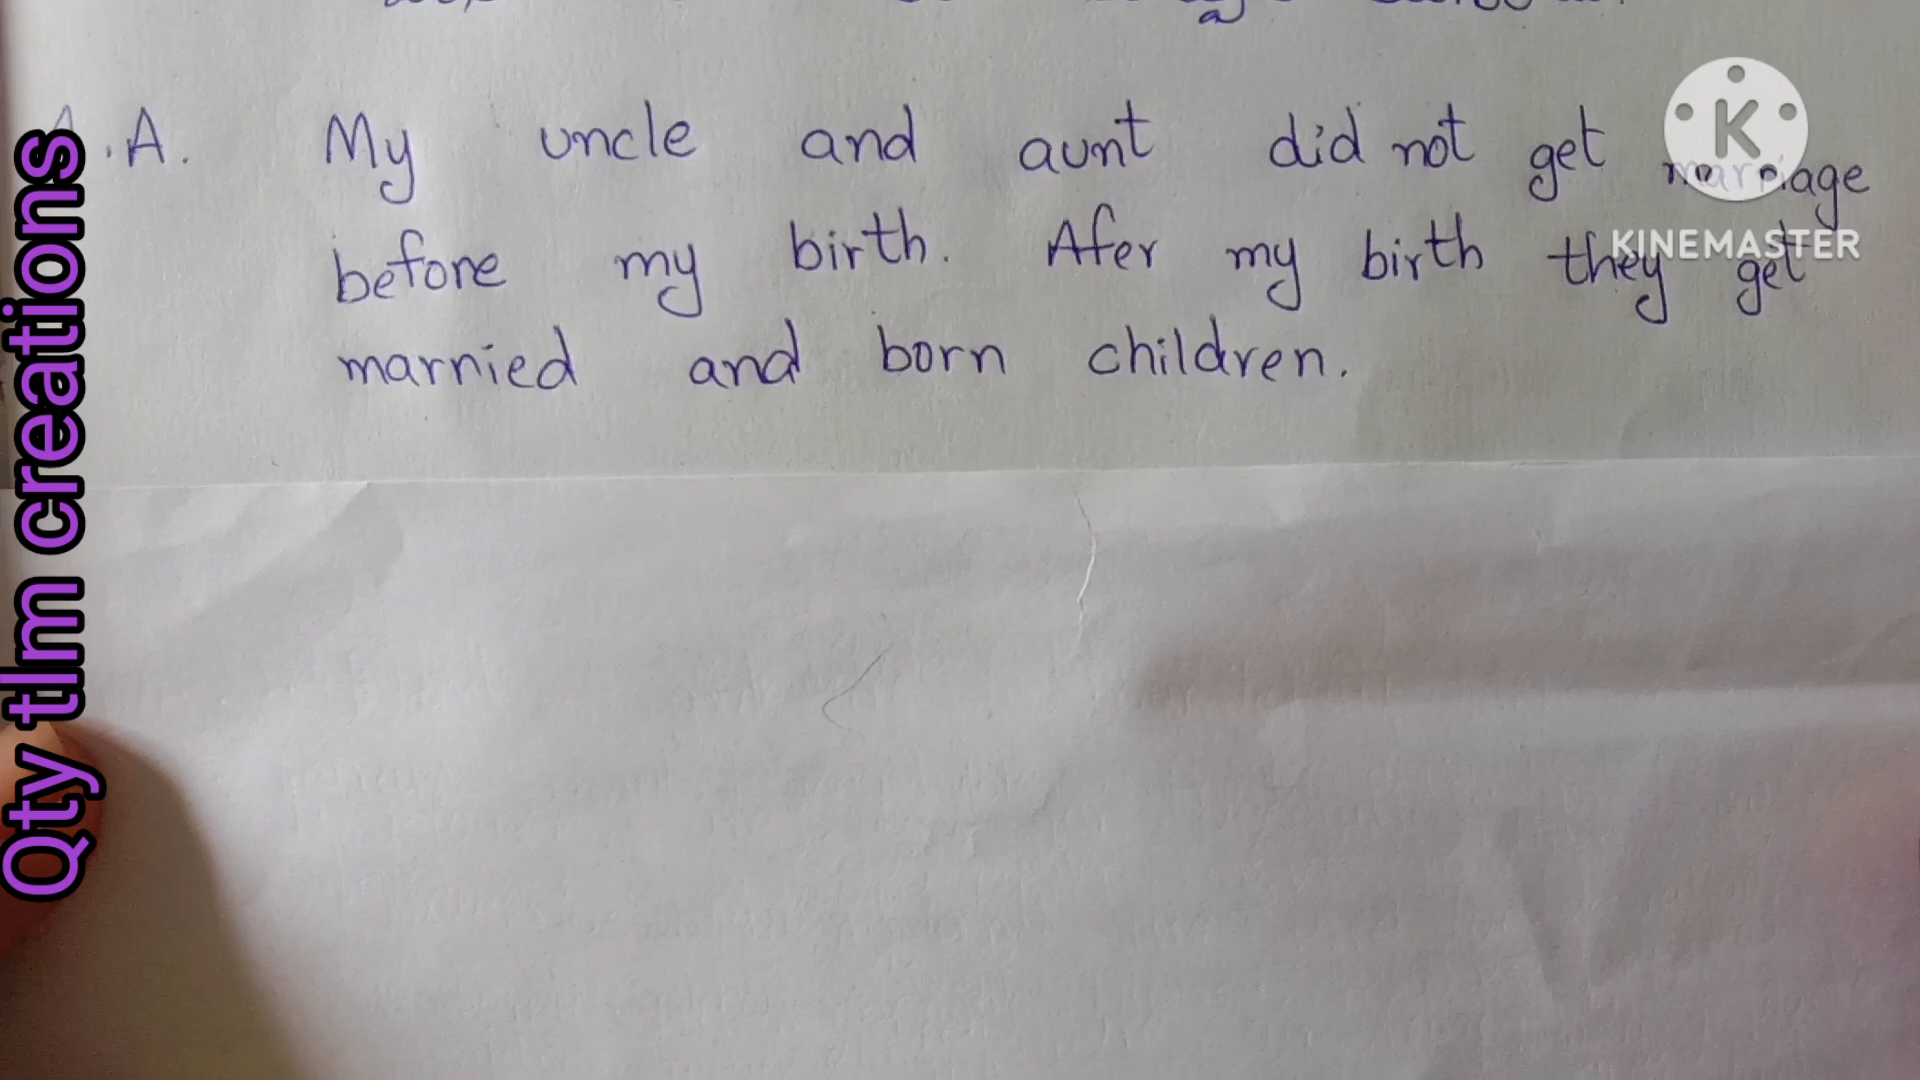 A.A. My uncle and aunt did not get marriage
before my birth. Afer my birth they get
married and born children.
KINEMASTER
Qty tlm creations